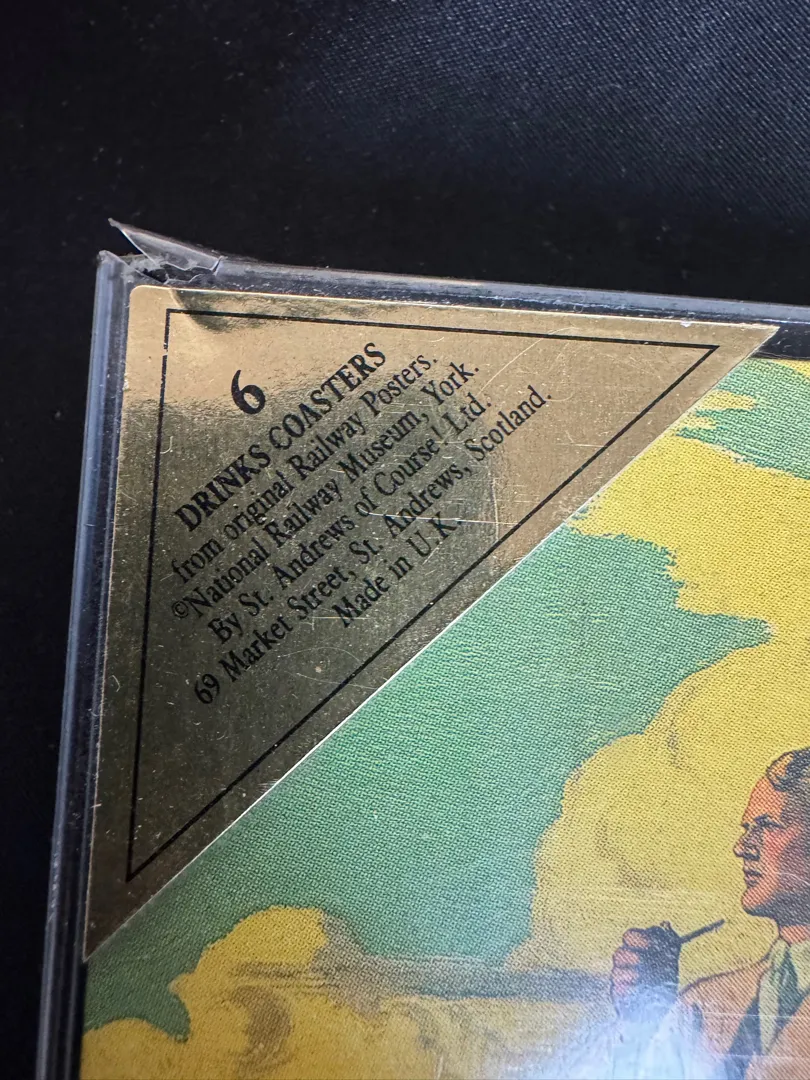 6
DRINKS COASTERS
from original Railway Posters.
©National Railway Museum, York.
By St. Andrews of Course! Ltd.
69 Market Street, St. Andrews, Scotland.
Made in U.K.